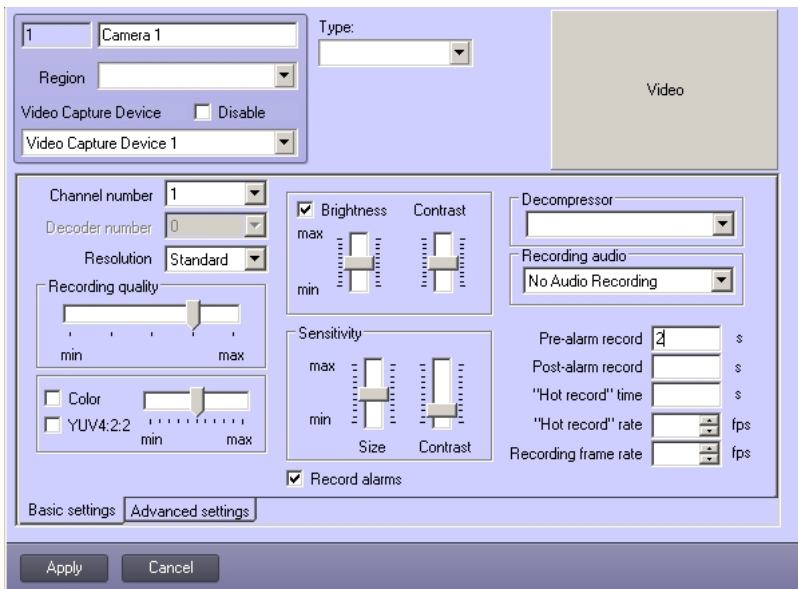 1 Camera 1
Type:
Region
Video Capture Device Disable
Video Capture Device 1
Video
Channel number 1
Decoder number 0
Resolution Standard
Recording quality
min max
Color
YUV4:2:2
min max
Brightness Contrast
max
min
Sensitivity
max
min
Size Contrast
Record alarms
Decompressor
Recording audio
No Audio Recording
Pre-alarm record 2 s
Post-alarm record s
"Hot record" time s
"Hot record" rate fps
Recording frame rate fps
Basic settings Advanced settings
Apply Cancel